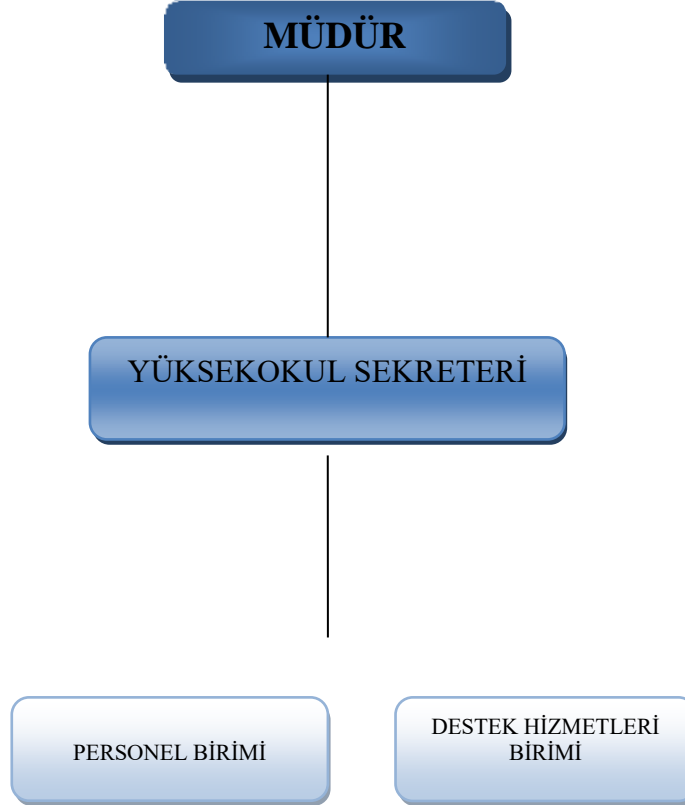 MÜDÜR
YÜKSEKOKUL SEKRETERİ
PERSONEL BİRİMİ
DESTEK HİZMETLERİ
BİRİMİ